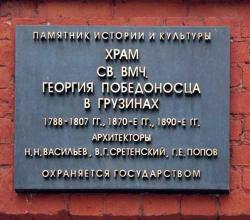 ПАМЯТНИК ИСТОРИИ И КУЛЬТУРЫ
ХРАМ
СВ. ВМЧ.
ГЕОРГИЯ ПОБЕДОНОСЦА
В ГРУЗИНАХ
1788-1807 ГГ., 1870-Е ГГ., 1890-Е ГГ.
АРХИТЕКТОРЫ
Н.Н. ВАСИЛЬЕВ, В.Г. СРЕТЕНСКИЙ, Г.Е. ПОПОВ
ОХРАНЯЕТСЯ ГОСУДАРСТВОМ